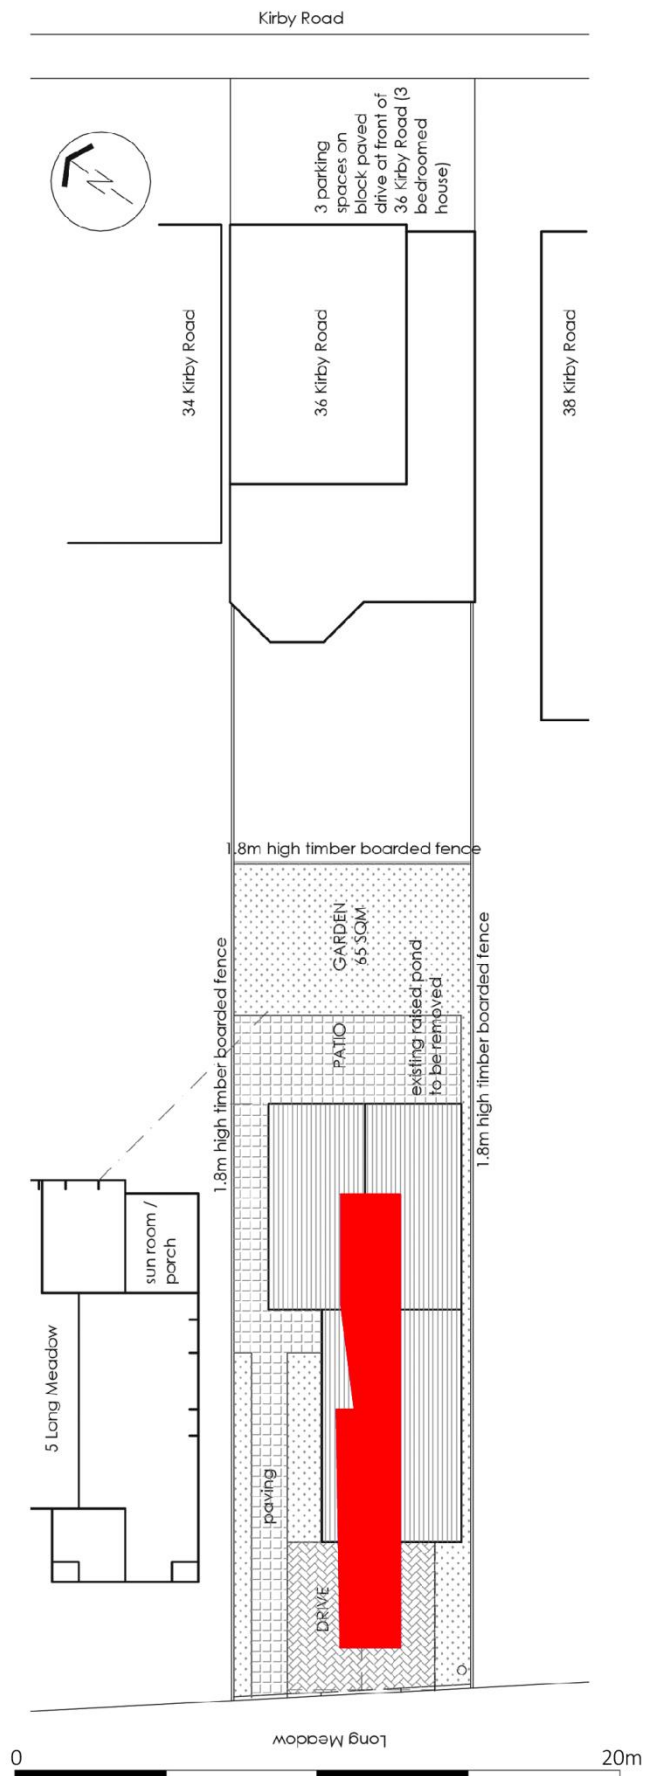 Kirby Road
3 parking
spaces on
block paved
drive at front of
36 Kirby Road (3
bedroomed
house)
N
34 Kirby Road
36 Kirby Road
38 Kirby Road
1.8m high timber boarded fence
GARDEN
65 SQM
existing raised pond
to be removed
PATIO
1.8m high timber boarded fence
1.8m high timber boarded fence
sun room /
porch
5 Long Meadow
paving
DRIVE
Long Meadow
0
20m